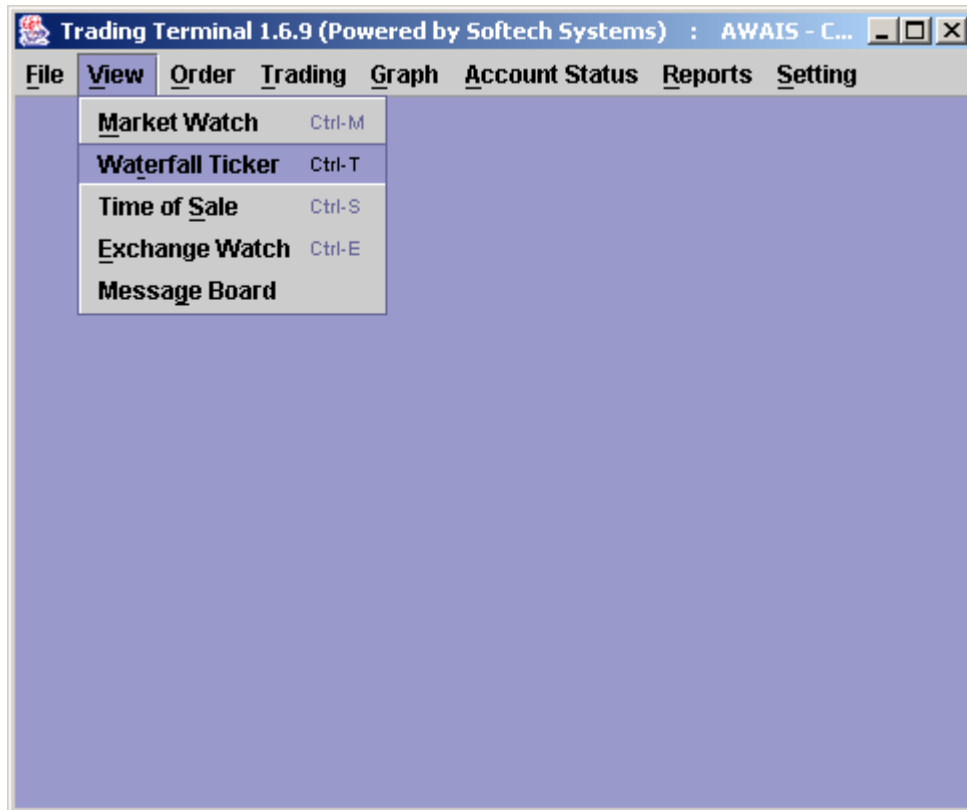 Trading Terminal 1.6.9 (Powered by Softech Systems) : AWAIS - C...
File View Order Trading Graph Account Status Reports Setting
Market Watch Ctrl-M
Waterfall Ticker Ctrl-T
Time of Sale Ctrl-S
Exchange Watch Ctrl-E
Message Board